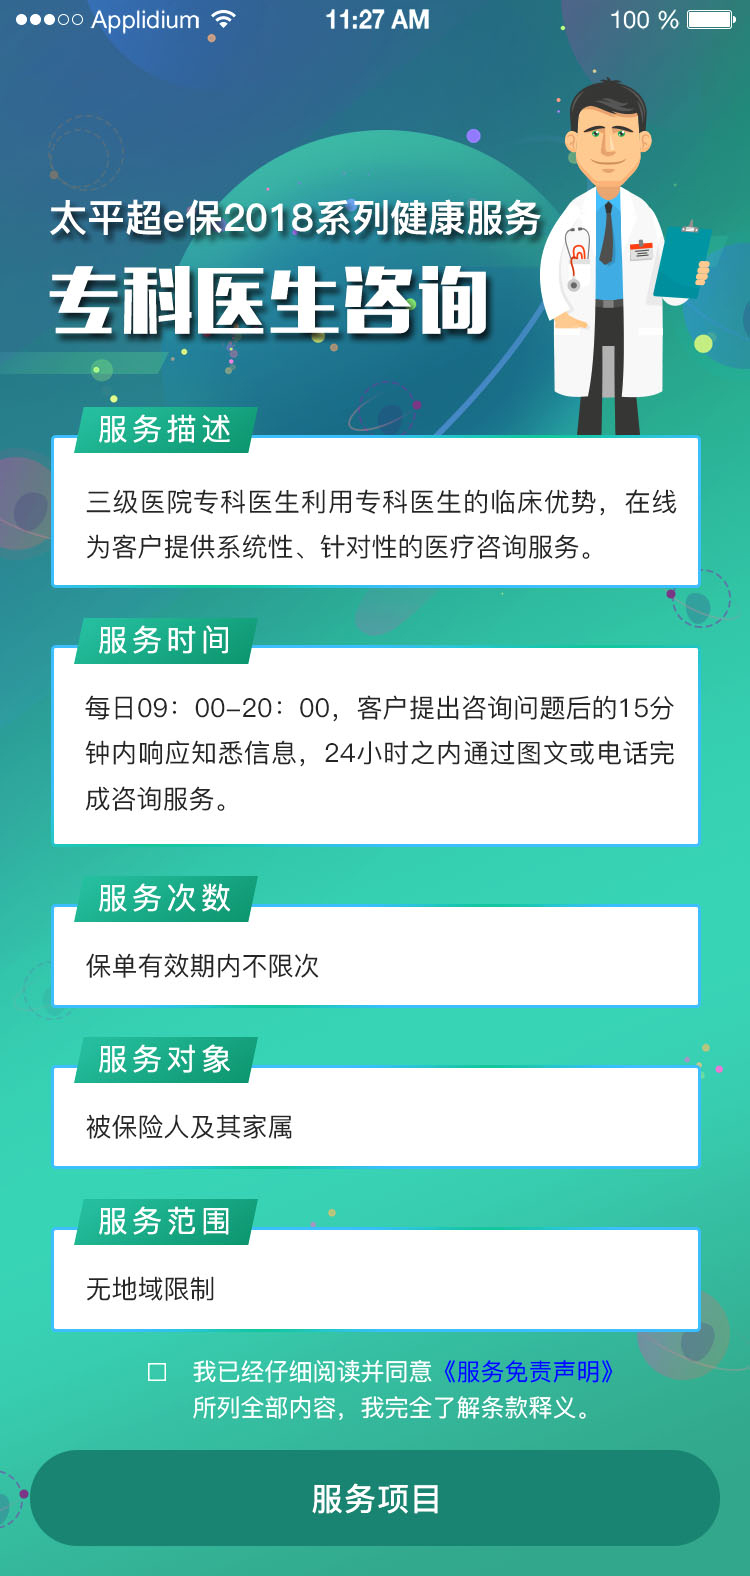 Applidium 11:27 AM 100 %
太平超e保2018系列健康服务
专科医生咨询
服务描述
三级医院专科医生利用专科医生的临床优势，在线
为客户提供系统性、针对性的医疗咨询服务。
服务时间
每日09：00-20：00，客户提出咨询问题后的15分
钟内响应知悉信息，24小时之内通过图文或电话完
成咨询服务。
服务次数
保单有效期内不限次
服务对象
被保险人及其家属
服务范围
无地域限制
我已经仔细阅读并同意《服务免责声明》
所列全部内容，我完全了解条款释义。
服务项目